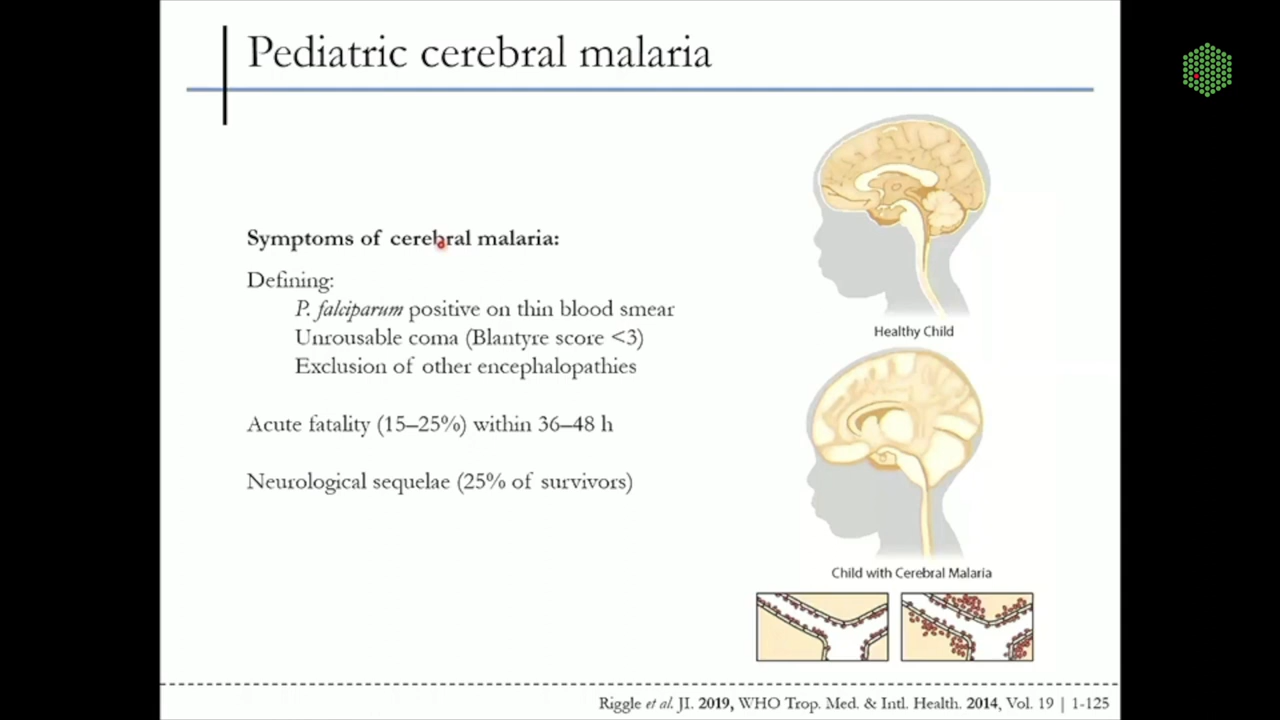 Pediatric cerebral malaria
Symptoms of cerebral malaria:
Defining:
P. falciparum positive on thin blood smear
Unrousable coma (Blantyre score <3)
Exclusion of other encephalopathies
Acute fatality (15–25%) within 36–48 h
Neurological sequelae (25% of survivors)
Healthy Child
Child with Cerebral Malaria
Riggle et al. JI. 2019, WHO Trop. Med. & Intl. Health. 2014, Vol. 19 | 1-125